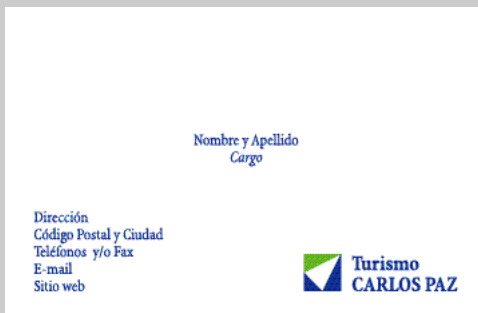 Nombre y Apellido
Cargo
Dirección
Código Postal y Ciudad
Teléfonos y/o Fax
E-mail
Sitio web
Turismo
CARLOS PAZ